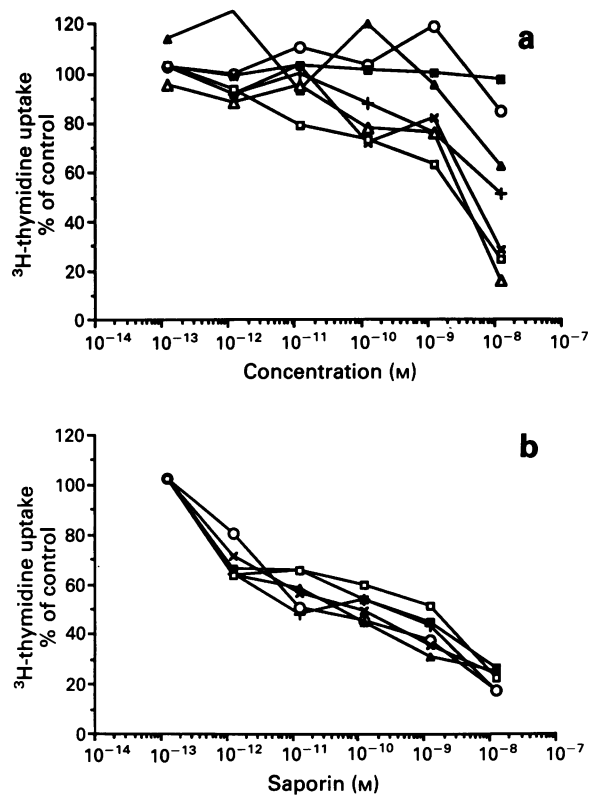 a
³H-thymidine uptake
% of control
120
100
80
60
40
20
0
10⁻¹⁴ 10⁻¹³ 10⁻¹² 10⁻¹¹ 10⁻¹⁰ 10⁻⁹ 10⁻⁸ 10⁻⁷
Concentration (M)
b
³H-thymidine uptake
% of control
120
100
80
60
40
20
0
10⁻¹⁴ 10⁻¹³ 10⁻¹² 10⁻¹¹ 10⁻¹⁰ 10⁻⁹ 10⁻⁸ 10⁻⁷
Saporin (M)